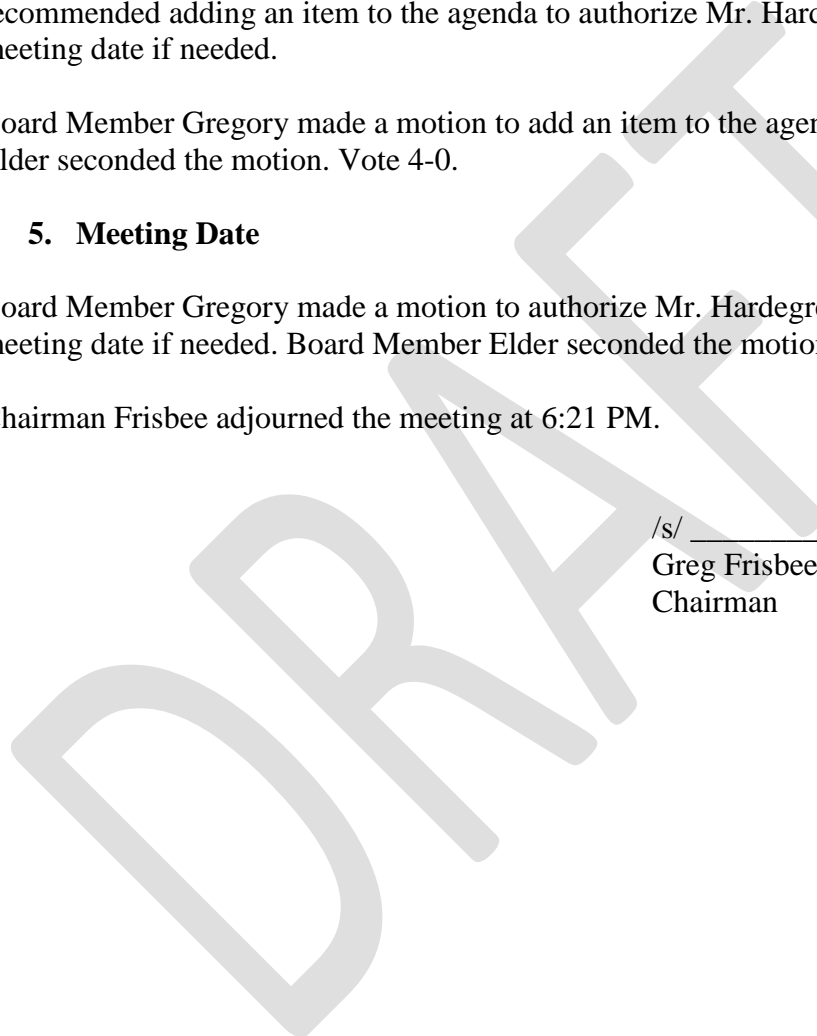 ecommended adding an item to the agenda to authorize Mr. Hard
neeting date if needed.
oard Member Gregory made a motion to add an item to the agen
lder seconded the motion. Vote 4-0.
5. Meeting Date
oard Member Gregory made a motion to authorize Mr. Hardegre
neeting date if needed. Board Member Elder seconded the motion
hairman Frisbee adjourned the meeting at 6:21 PM.
/s/ ________
Greg Frisbee
Chairman
DRAFT